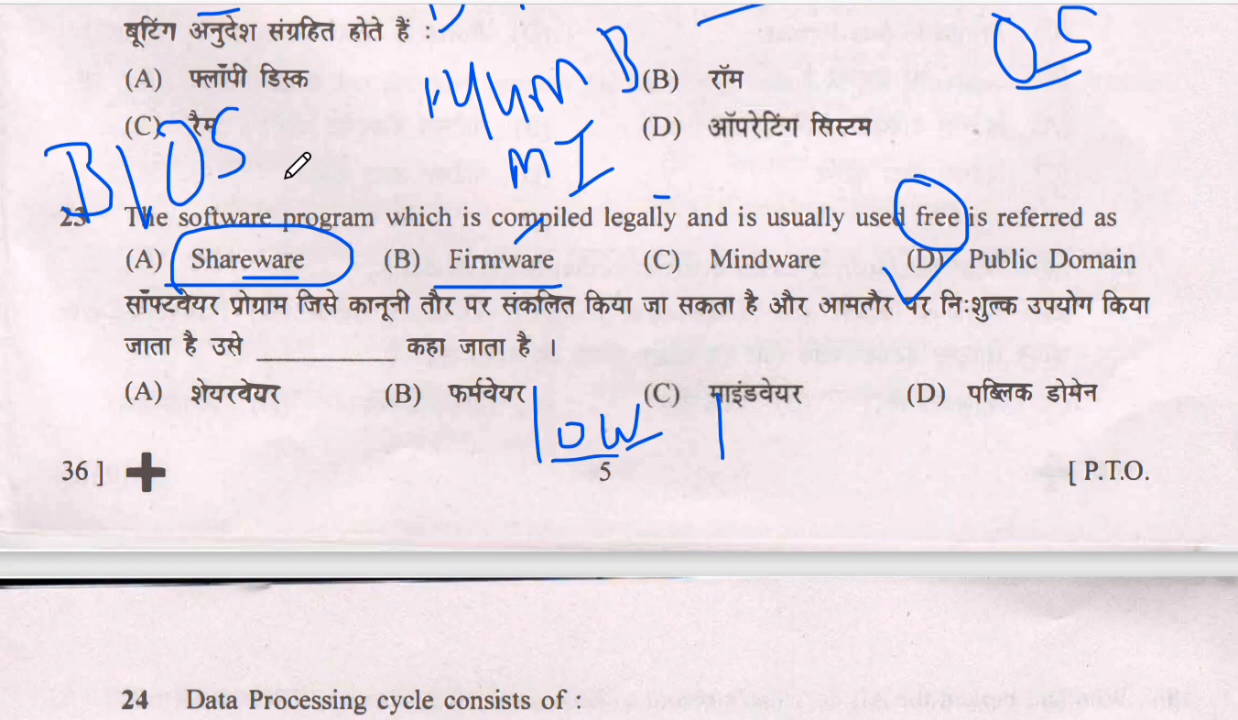 बूटिंग अनुदेश संग्रहित होते हैं :
OS
(A) फ्लॉपी डिस्क (B) रॉम
(C) रैम (D) ऑपरेटिंग सिस्टम
BIOS
MI
23 The software program which is compiled legally and is usually used free is referred as
(A) Shareware (B) Firmware (C) Mindware (D) Public Domain
सॉफ्टवेयर प्रोग्राम जिसे कानूनी तौर पर संकलित किया जा सकता है और आमतौर पर निःशुल्क उपयोग किया
जाता है उसे ____________ कहा जाता है ।
(A) शेयरवेयर (B) फर्मवेयर (C) माइंडवेयर (D) पब्लिक डोमेन
low
36 ] 5 [ P.T.O.
24 Data Processing cycle consists of :